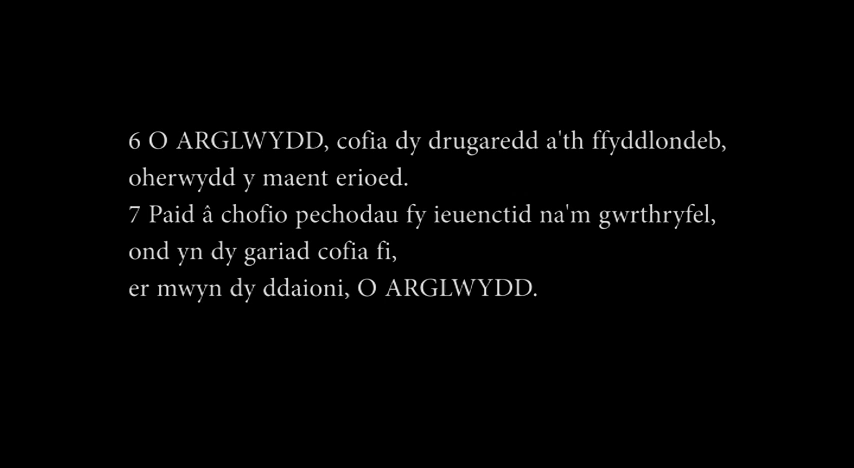 6 O ARGLWYDD, cofia dy drugaredd a'th ffyddlondeb,
oherwydd y maent erioed.
7 Paid â chofio pechodau fy ieuenctid na'm gwrthryfel,
ond yn dy gariad cofia fi,
er mwyn dy ddaioni, O ARGLWYDD.